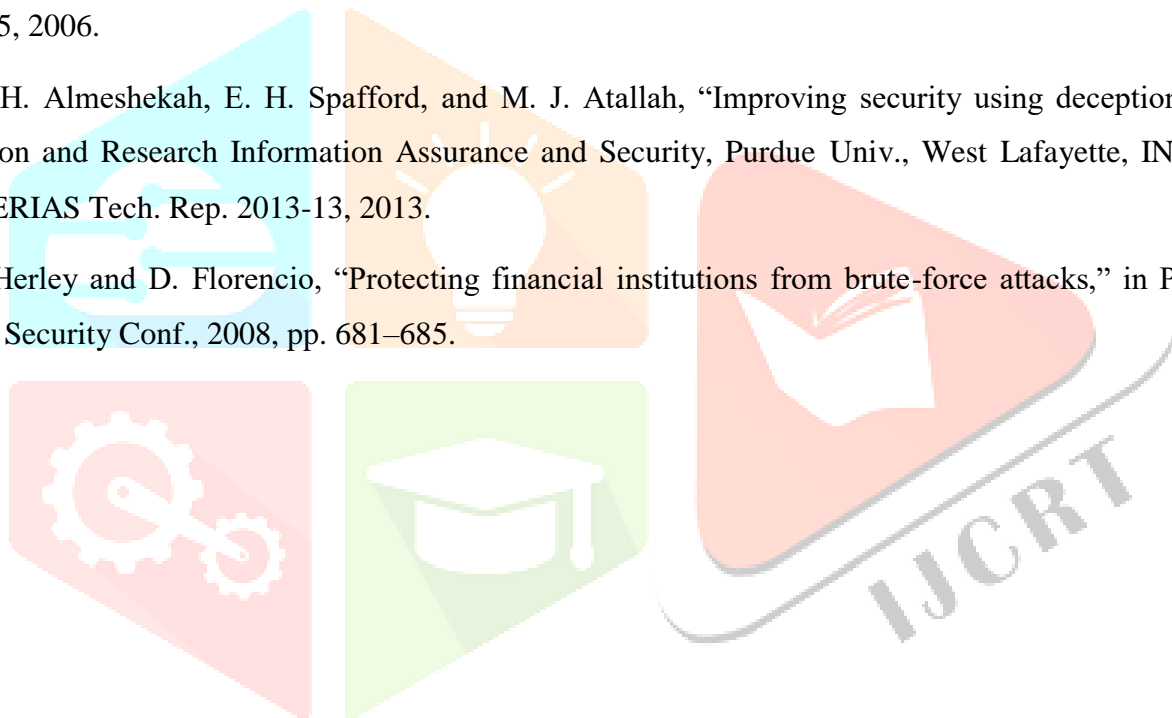 5, 2006.
H. Almeshekah, E. H. Spafford, and M. J. Atallah, “Improving security using deception
on and Research Information Assurance and Security, Purdue Univ., West Lafayette, IN
ERIAS Tech. Rep. 2013-13, 2013.
Herley and D. Florencio, “Protecting financial institutions from brute-force attacks,” in P
Security Conf., 2008, pp. 681–685.
IJCRT